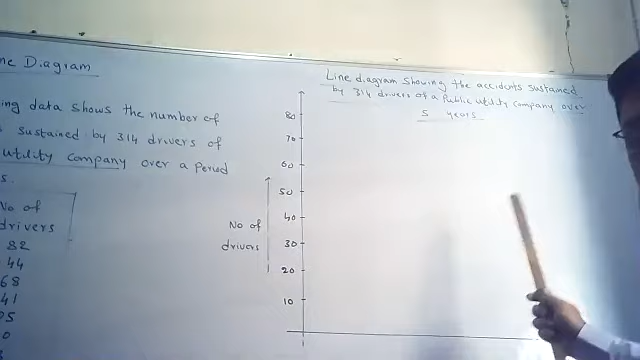 ne Diagram
ing data shows the number of
sustained by 314 drivers of
utility company over a period
s.
No of
drivers
82
44
68
41
05
0
Line diagram showing the accidents sustained
by 314 drivers of a Public utility company over
5 years
80
70
60
50
40
30
20
10
No of
drivers